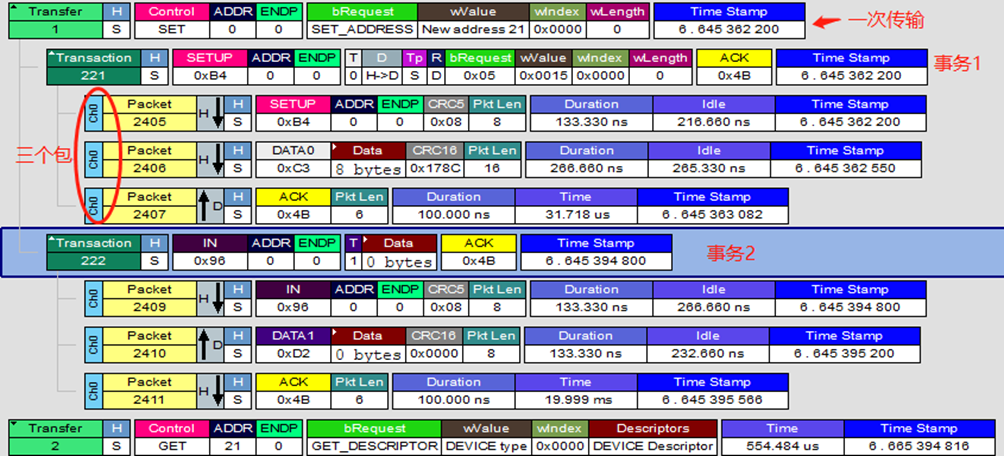 Transfer H Control ADDR ENDP bRequest wValue wIndex wLength Time Stamp
1 S SET 0 0 SET_ADDRESS New address 21 0x0000 0 6 . 645 362 200
一次传输
Transaction H SETUP ADDR ENDP T D Tp R bRequest wValue wIndex wLength ACK Time Stamp
221 S 0xB4 0 0 0 H->D S D 0x05 0x0015 0x0000 0 0x4B 6 . 645 362 200
事务1
三个包
Ch0 Packet H H SETUP ADDR ENDP CRC5 Pkt Len Duration Idle Time Stamp
2405 S 0xB4 0 0 0x08 8 133.330 ns 216.660 ns 6 . 645 362 200
Ch0 Packet H H DATA0 Data CRC16 Pkt Len Duration Idle Time Stamp
2406 S 0xC3 8 bytes 0x178C 16 266.660 ns 265.330 ns 6 . 645 362 550
Ch0 Packet D H ACK Pkt Len Duration Time Time Stamp
2407 S 0x4B 6 100.000 ns 31.718 us 6 . 645 363 082
Transaction H IN ADDR ENDP T Data ACK Time Stamp
222 S 0x96 0 0 1 0 bytes 0x4B 6 . 645 394 800
事务2
Ch0 Packet H H IN ADDR ENDP CRC5 Pkt Len Duration Idle Time Stamp
2409 S 0x96 0 0 0x08 8 133.330 ns 266.660 ns 6 . 645 394 800
Ch0 Packet D H DATA1 Data CRC16 Pkt Len Duration Idle Time Stamp
2410 S 0xD2 0 bytes 0x0000 8 133.330 ns 232.660 ns 6 . 645 395 200
Ch0 Packet H H ACK Pkt Len Duration Time Time Stamp
2411 S 0x4B 6 100.000 ns 19.999 ms 6 . 645 395 566
Transfer H Control ADDR ENDP bRequest wValue wIndex Descriptors Time Time Stamp
2 S GET 21 0 GET_DESCRIPTOR DEVICE type 0x0000 DEVICE Descriptor 554.484 us 6 . 665 394 816